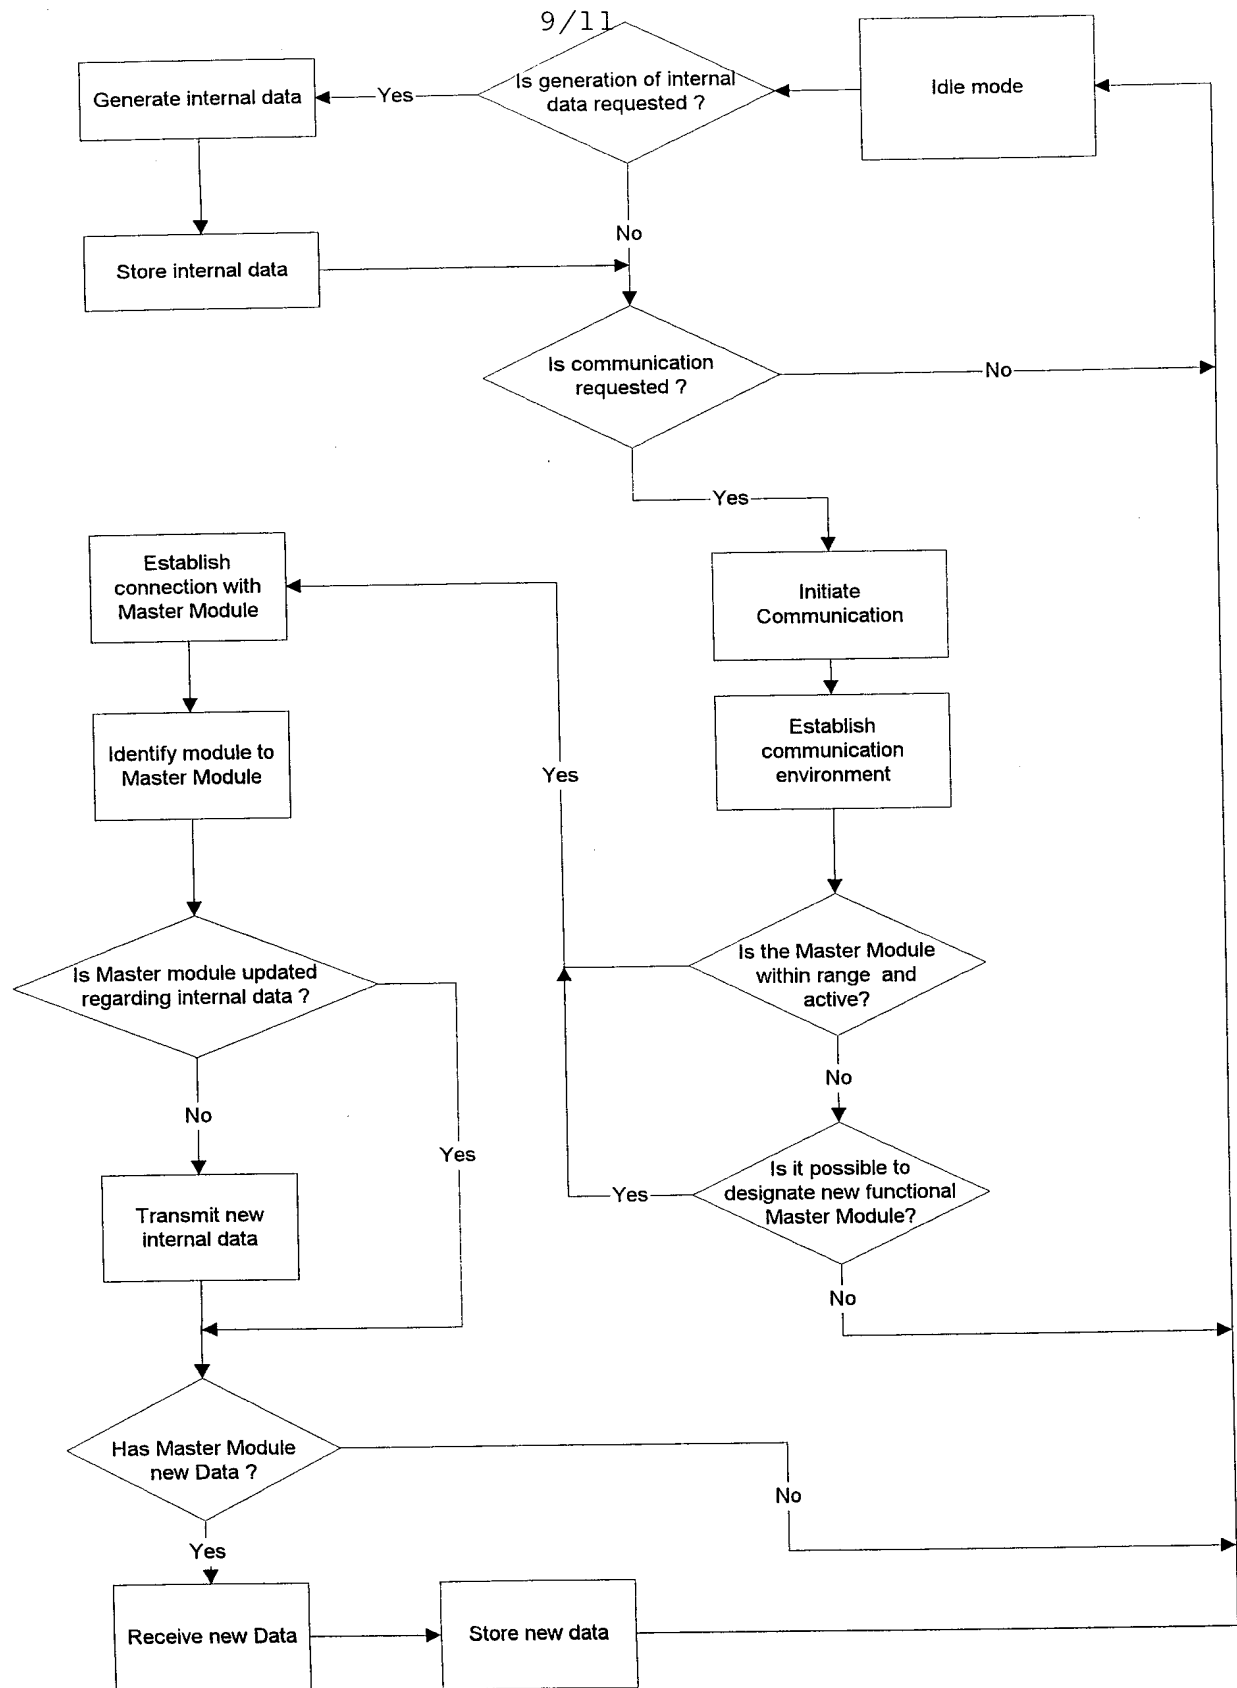 9/11
Is generation of internal
data requested ?
Idle mode
Yes
Generate internal data
No
Store internal data
Is communication
requested ?
No
Yes
Initiate
Communication
Establish
communication
environment
Is the Master Module
within range and
active?
Yes
No
Is it possible to
designate new functional
Master Module?
Yes
No
Establish
connection with
Master Module
Identify module to
Master Module
Is Master module updated
regarding internal data ?
No
Yes
Transmit new
internal data
Has Master Module
new Data ?
No
Yes
Receive new Data
Store new data